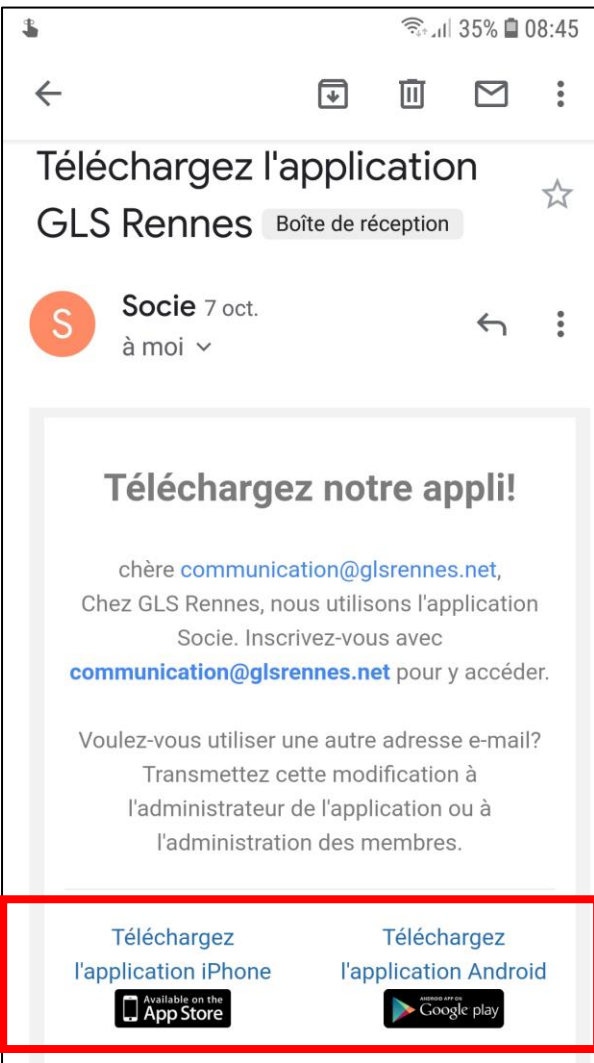 35% 08:45
Téléchargez l'application
GLS Rennes Boîte de réception
S
Socie 7 oct.
à moi
Téléchargez notre appli!
chère communication@glsrennes.net,
Chez GLS Rennes, nous utilisons l'application
Socie. Inscrivez-vous avec
communication@glsrennes.net pour y accéder.
Voulez-vous utiliser une autre adresse e-mail?
Transmettez cette modification à
l'administrateur de l'application ou à
l'administration des membres.
Téléchargez
l'application iPhone
Available on the
App Store
Téléchargez
l'application Android
ANDROID APP ON
Google play